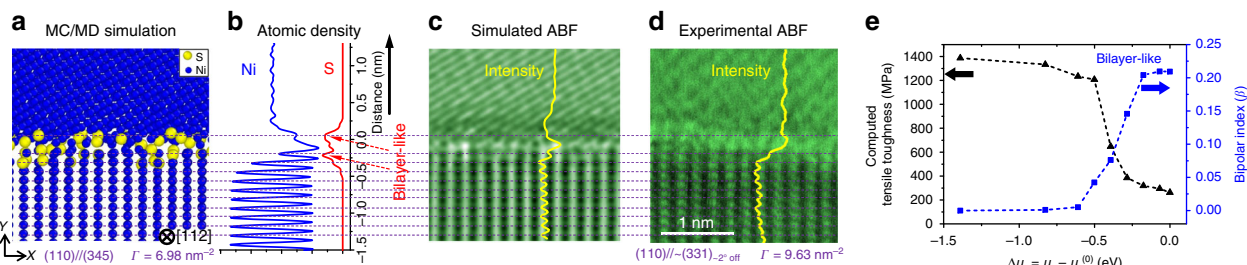 a
MC/MD simulation
S
Ni
Y
X
[112]
(110)//(345) Γ = 6.98 nm⁻²
b
Atomic density
Ni
S
Distance (nm)
1.0
0.5
0.0
−0.5
−1.0
−1.5
Bilayer-like
c
Simulated ABF
Intensity
d
Experimental ABF
Intensity
1 nm
(110)//~(331)~2° off Γ = 9.63 nm⁻²
e
Computed
tensile toughness (MPa)
1400
1200
1000
800
600
400
200
0
Bilayer-like
0.25
0.20
0.15
0.10
0.05
0.00
Bipolar index (β)
−1.5 −1.0 −0.5 0.0